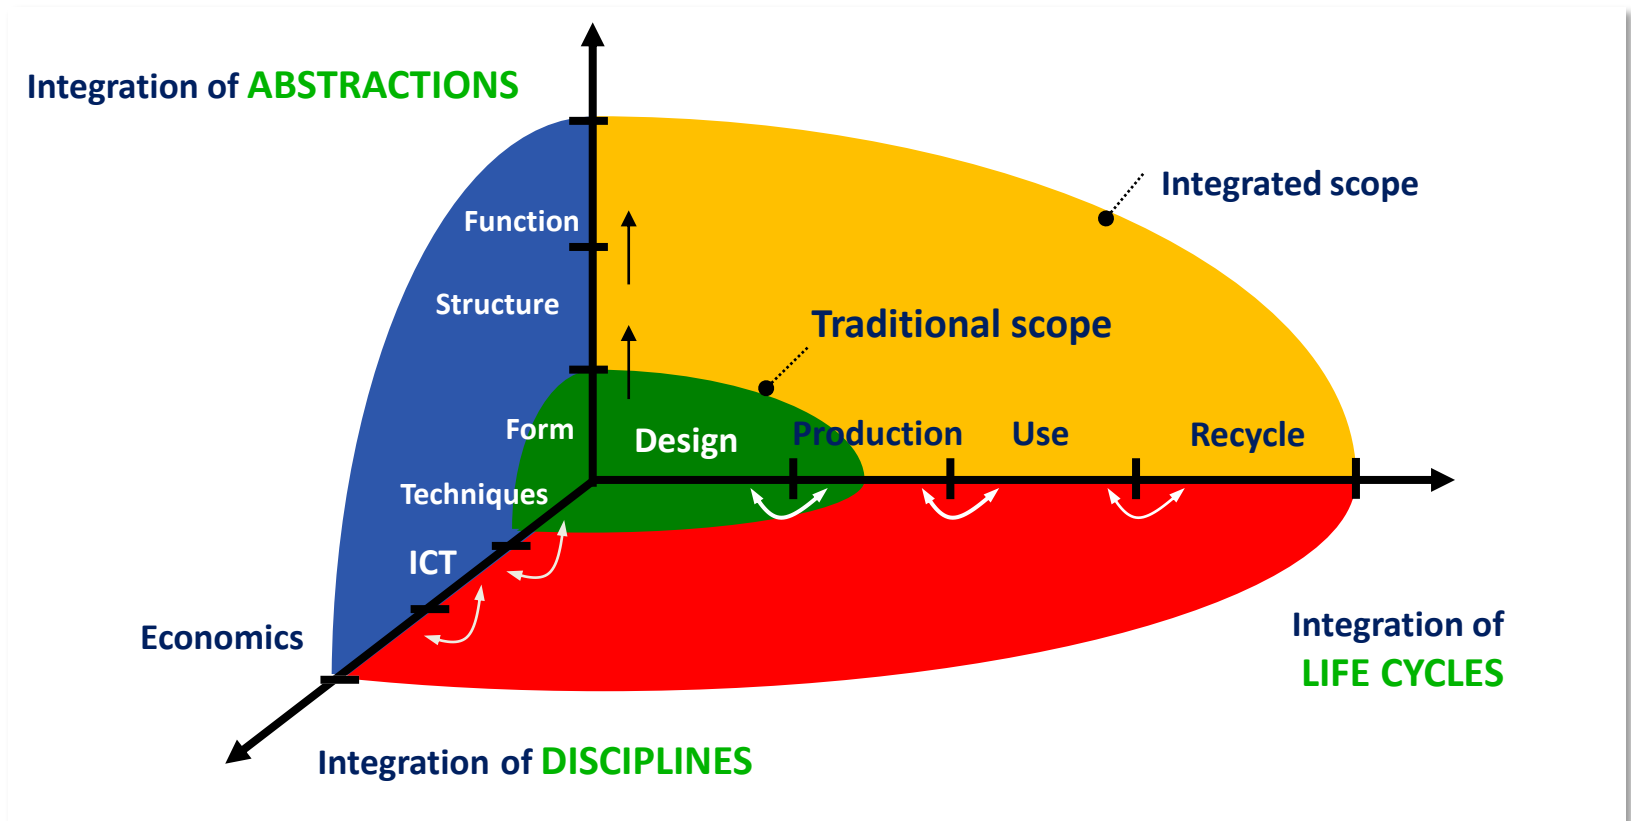 Integration of ABSTRACTIONS
Integrated scope
Function
Structure
Traditional scope
Form
Design
Production
Use
Recycle
Techniques
ICT
Economics
Integration of
LIFE CYCLES
Integration of DISCIPLINES